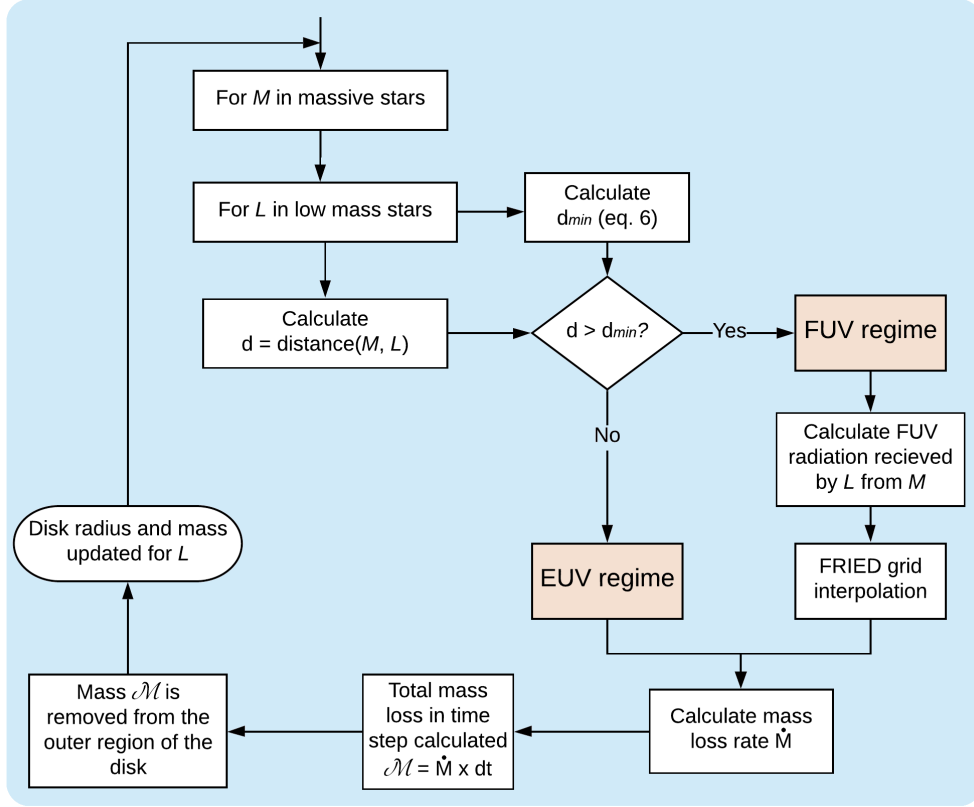 For M in massive stars
For L in low mass stars
Calculate
dmin (eq. 6)
Calculate
d = distance(M, L)
d > dmin?
Yes
FUV regime
No
Calculate FUV
radiation recieved
by L from M
Disk radius and mass
updated for L
EUV regime
FRIED grid
interpolation
Mass ℳ is
removed from the
outer region of the
disk
Total mass
loss in time
step calculated
ℳ = Ṁ x dt
Calculate mass
loss rate Ṁ